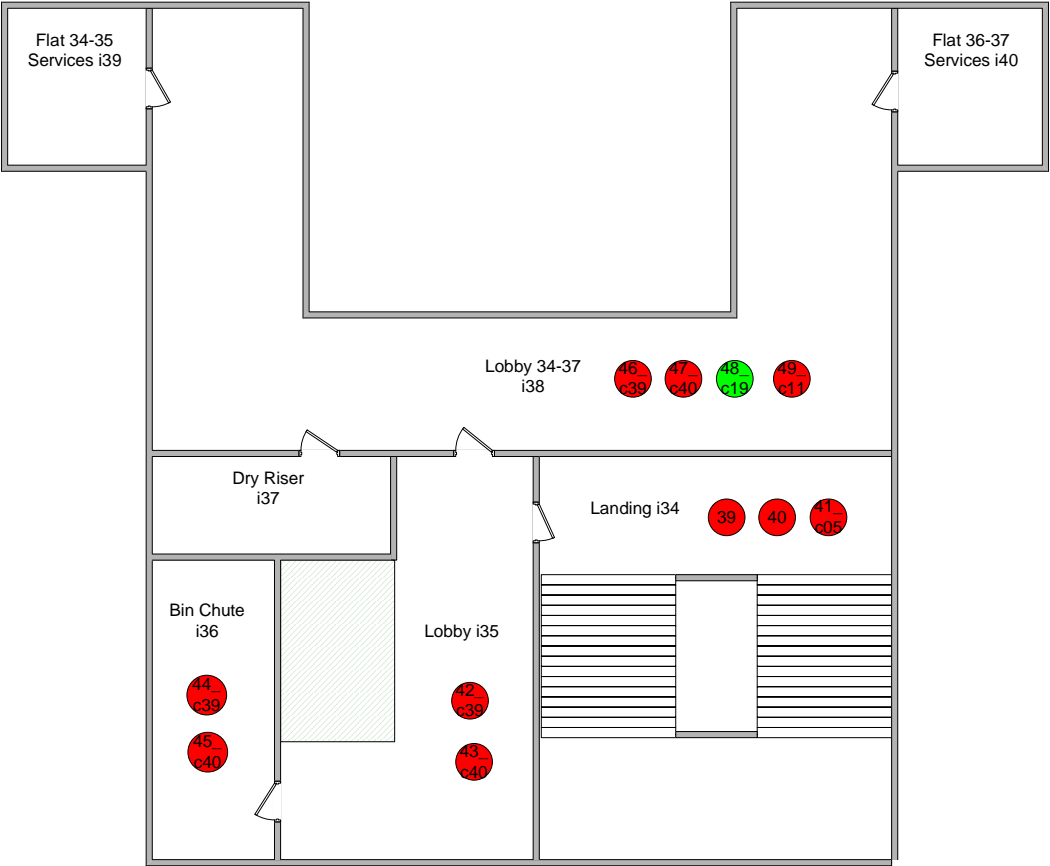 Flat 34-35
Services i39
Flat 36-37
Services i40
Lobby 34-37
i38
46_
c39
47_
c40
48_
c19
49_
c11
Dry Riser
i37
Landing i34
39
40
41_
c05
Bin Chute
i36
Lobby i35
44_
c39
45_
c40
42_
c39
43_
c40